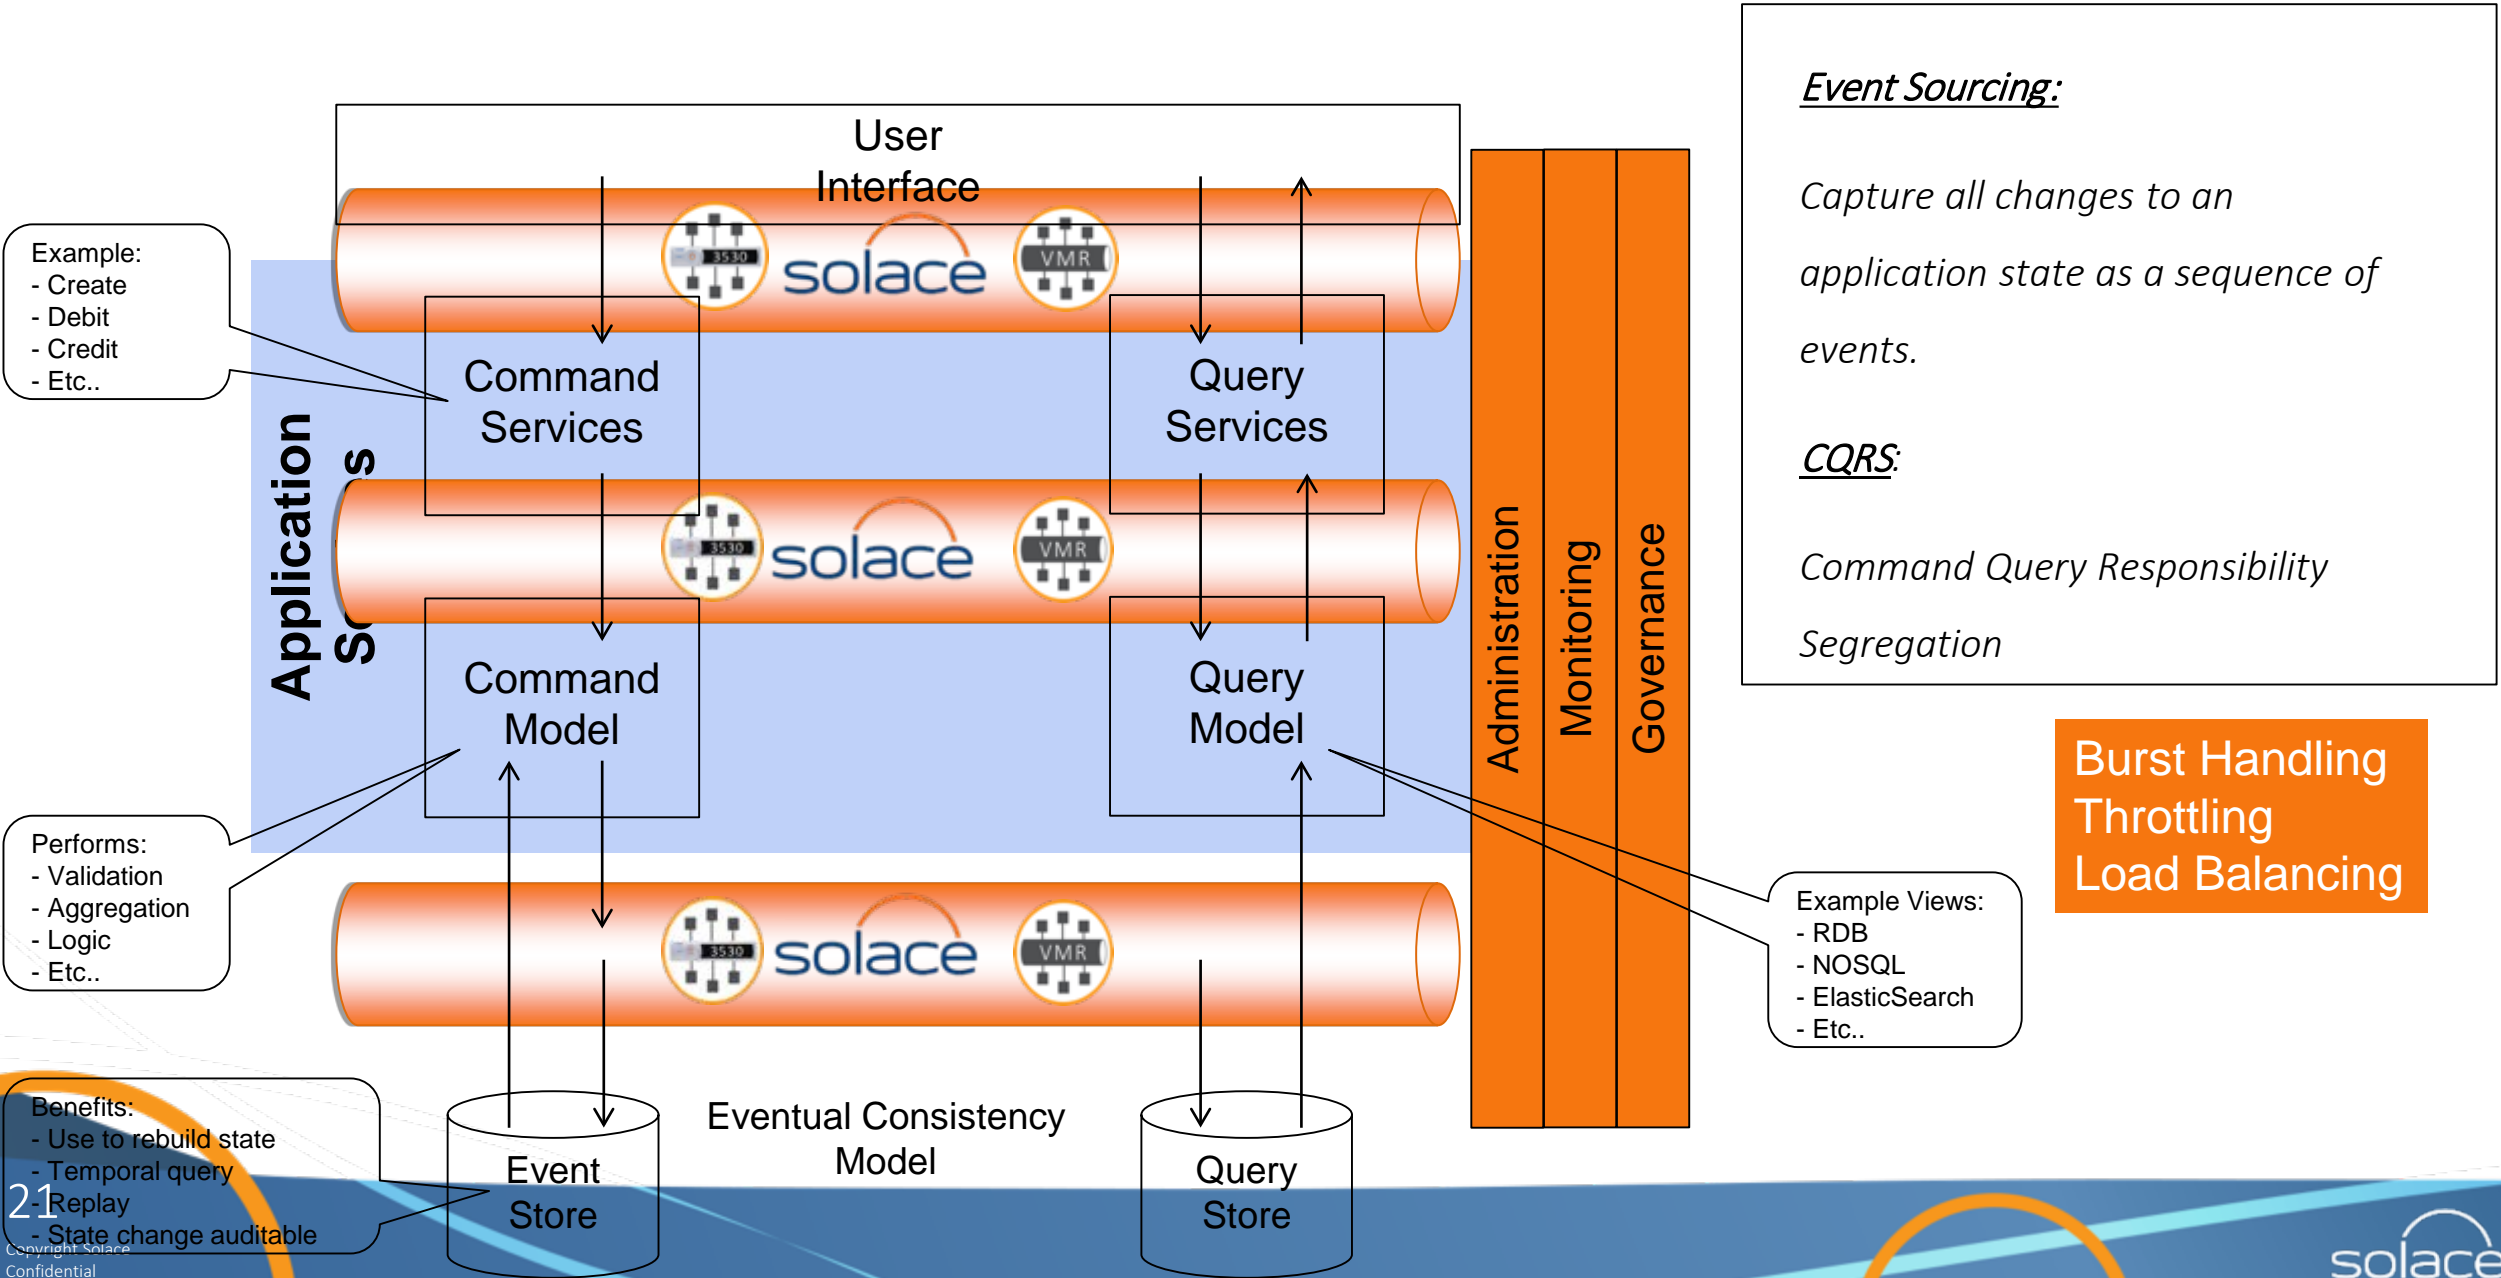 User
Interface
Example:
- Create
- Debit
- Credit
- Etc..
3530
solace
VMR
Command
Services
Query
Services
Application
3530
solace
VMR
Command
Model
Query
Model
Performs:
- Validation
- Aggregation
- Logic
- Etc..
3530
solace
VMR
Benefits:
- Use to rebuild state
- Temporal query
- Replay
- State change auditable
Event
Store
Eventual Consistency
Model
Query
Store
Administration
Monitoring
Governance
Event Sourcing:
Capture all changes to an
application state as a sequence of
events.
CQRS:
Command Query Responsibility
Segregation
Burst Handling
Throttling
Load Balancing
Example Views:
- RDB
- NOSQL
- ElasticSearch
- Etc..
21
Copyright Solace
Confidential
solace